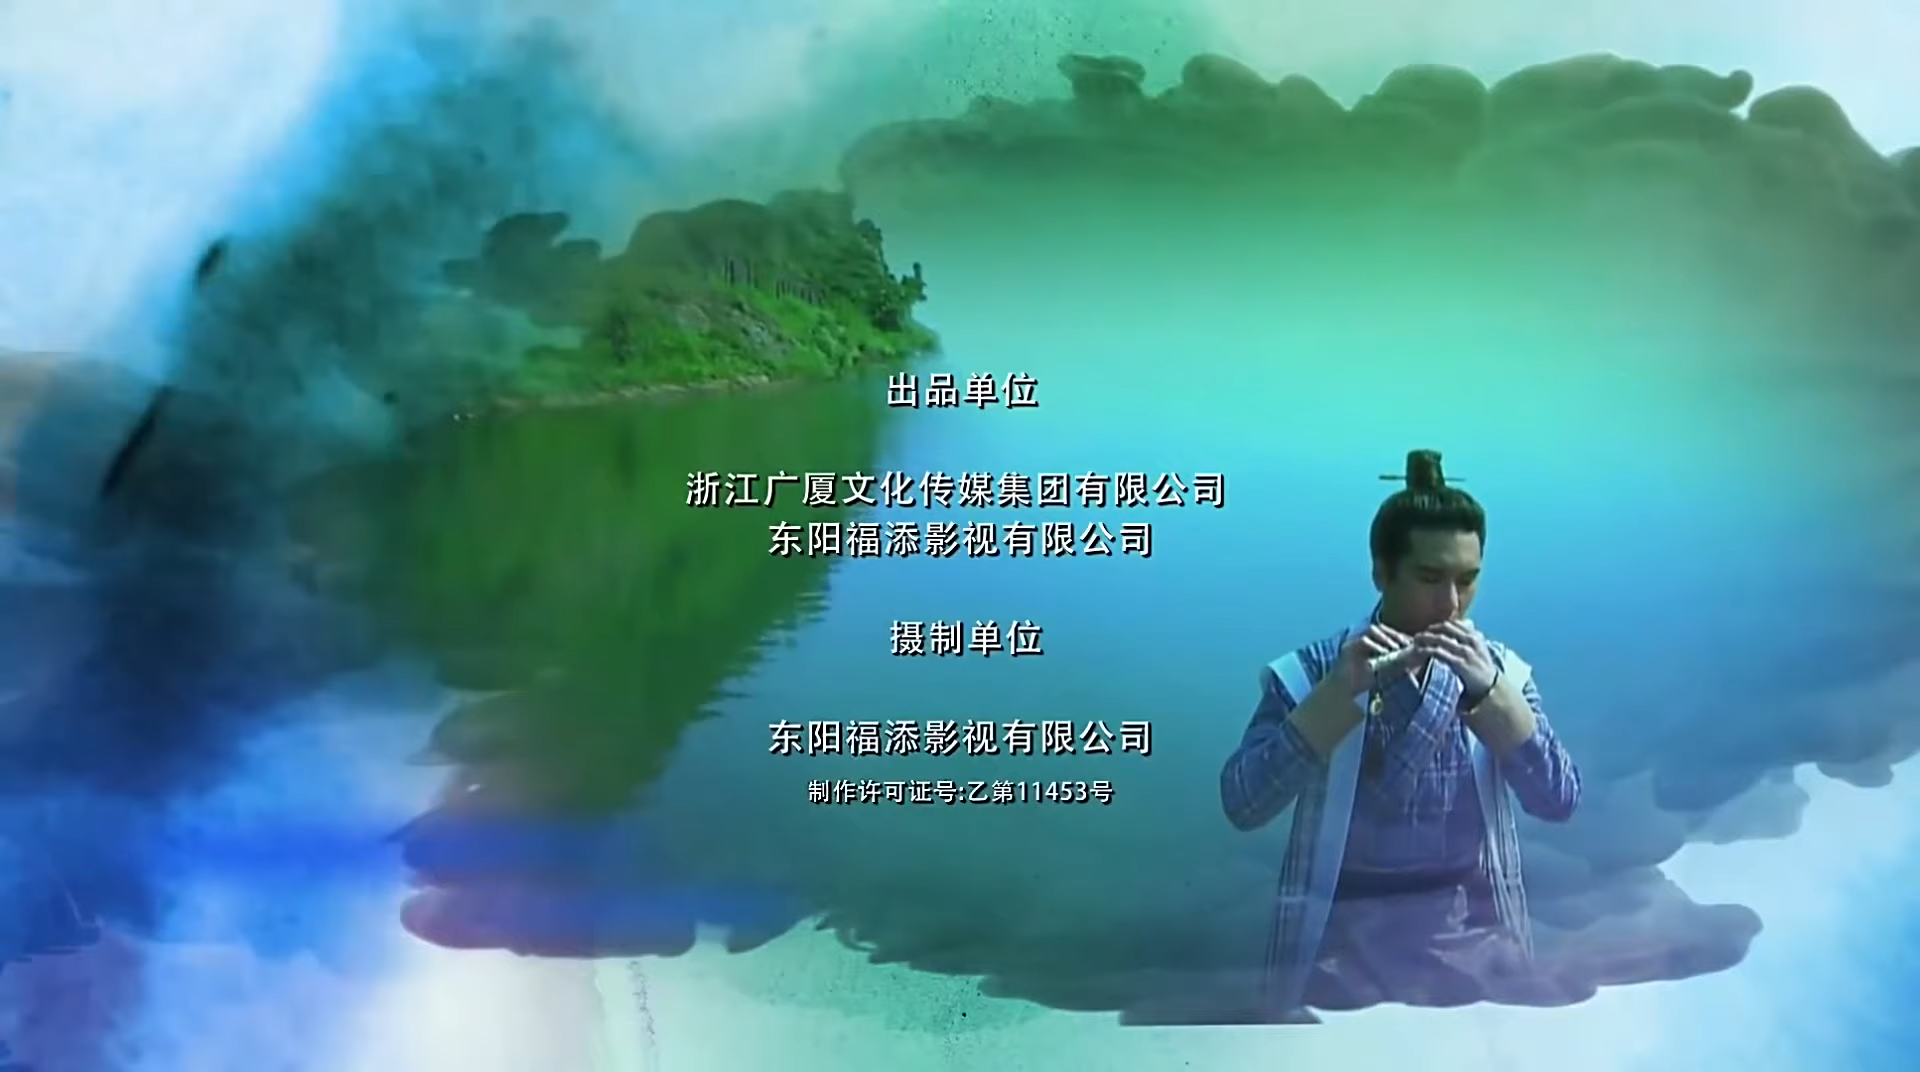 出品单位
浙江广厦文化传媒集团有限公司
东阳福添影视有限公司
摄制单位
东阳福添影视有限公司
制作许可证号:乙第11453号